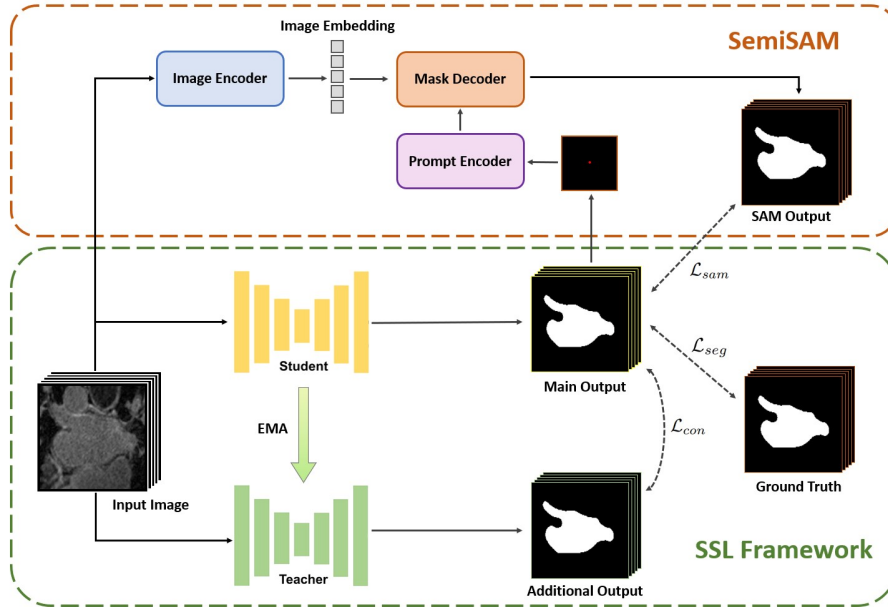 Image Embedding
SemiSAM
Image Encoder
Mask Decoder
Prompt Encoder
SAM Output
ℒ_sam
Student
Main Output
ℒ_seg
EMA
ℒ_con
Input Image
Ground Truth
Teacher
Additional Output
SSL Framework